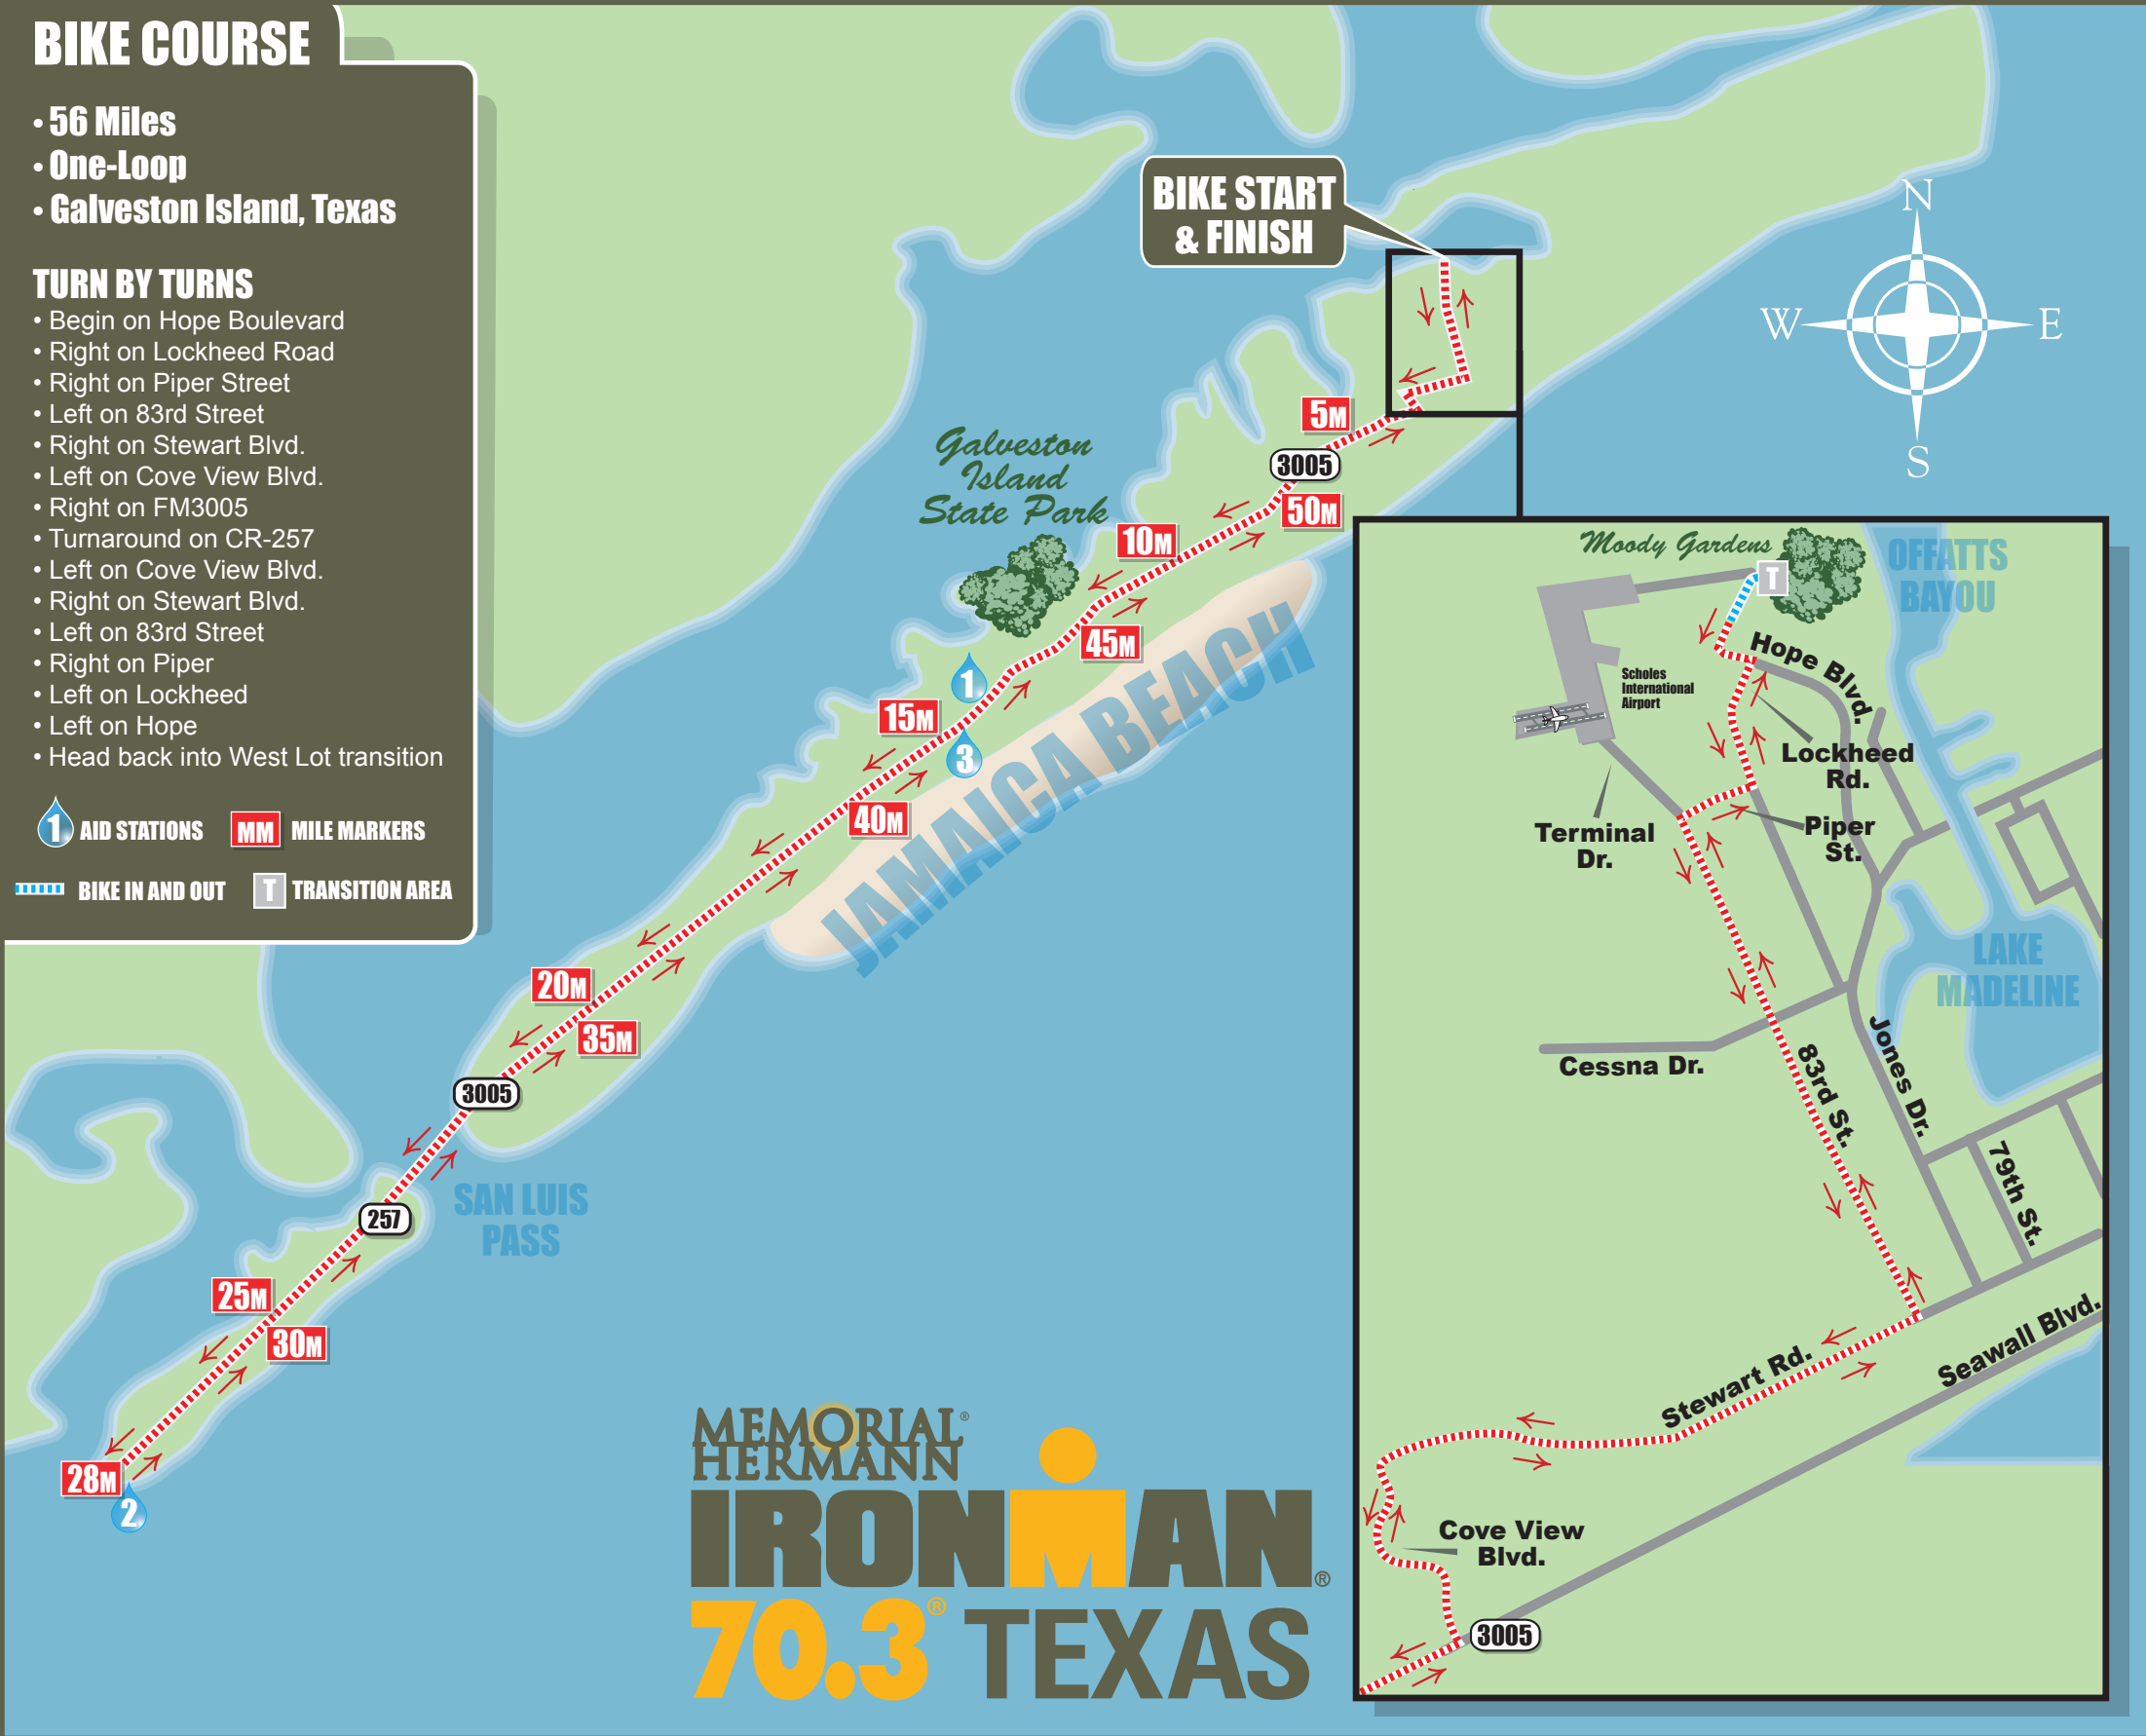 BIKE COURSE
• 56 Miles
• One-Loop
• Galveston Island, Texas
TURN BY TURNS
• Begin on Hope Boulevard
• Right on Lockheed Road
• Right on Piper Street
• Left on 83rd Street
• Right on Stewart Blvd.
• Left on Cove View Blvd.
• Right on FM3005
• Turnaround on CR-257
• Left on Cove View Blvd.
• Right on Stewart Blvd.
• Left on 83rd Street
• Right on Piper
• Left on Lockheed
• Left on Hope
• Head back into West Lot transition
1 AID STATIONS
MM MILE MARKERS
BIKE IN AND OUT
T TRANSITION AREA
BIKE START
& FINISH
N
W
E
S
5M
3005
50M
Galveston
Island
State Park
10M
45M
1
15M
3
40M
JAMAICA BEACH
20M
35M
3005
SAN LUIS
PASS
257
25M
30M
28M
2
MEMORIAL®
HERMANN
IRONMAN®
70.3® TEXAS
Moody Gardens
T
OFFATTS
BAYOU
Hope Blvd.
Scholes
International
Airport
Lockheed
Rd.
Terminal
Dr.
Piper
St.
LAKE
MADELINE
Cessna Dr.
83rd St.
Jones Dr.
79th St.
Seawall Blvd.
Stewart Rd.
Cove View
Blvd.
3005